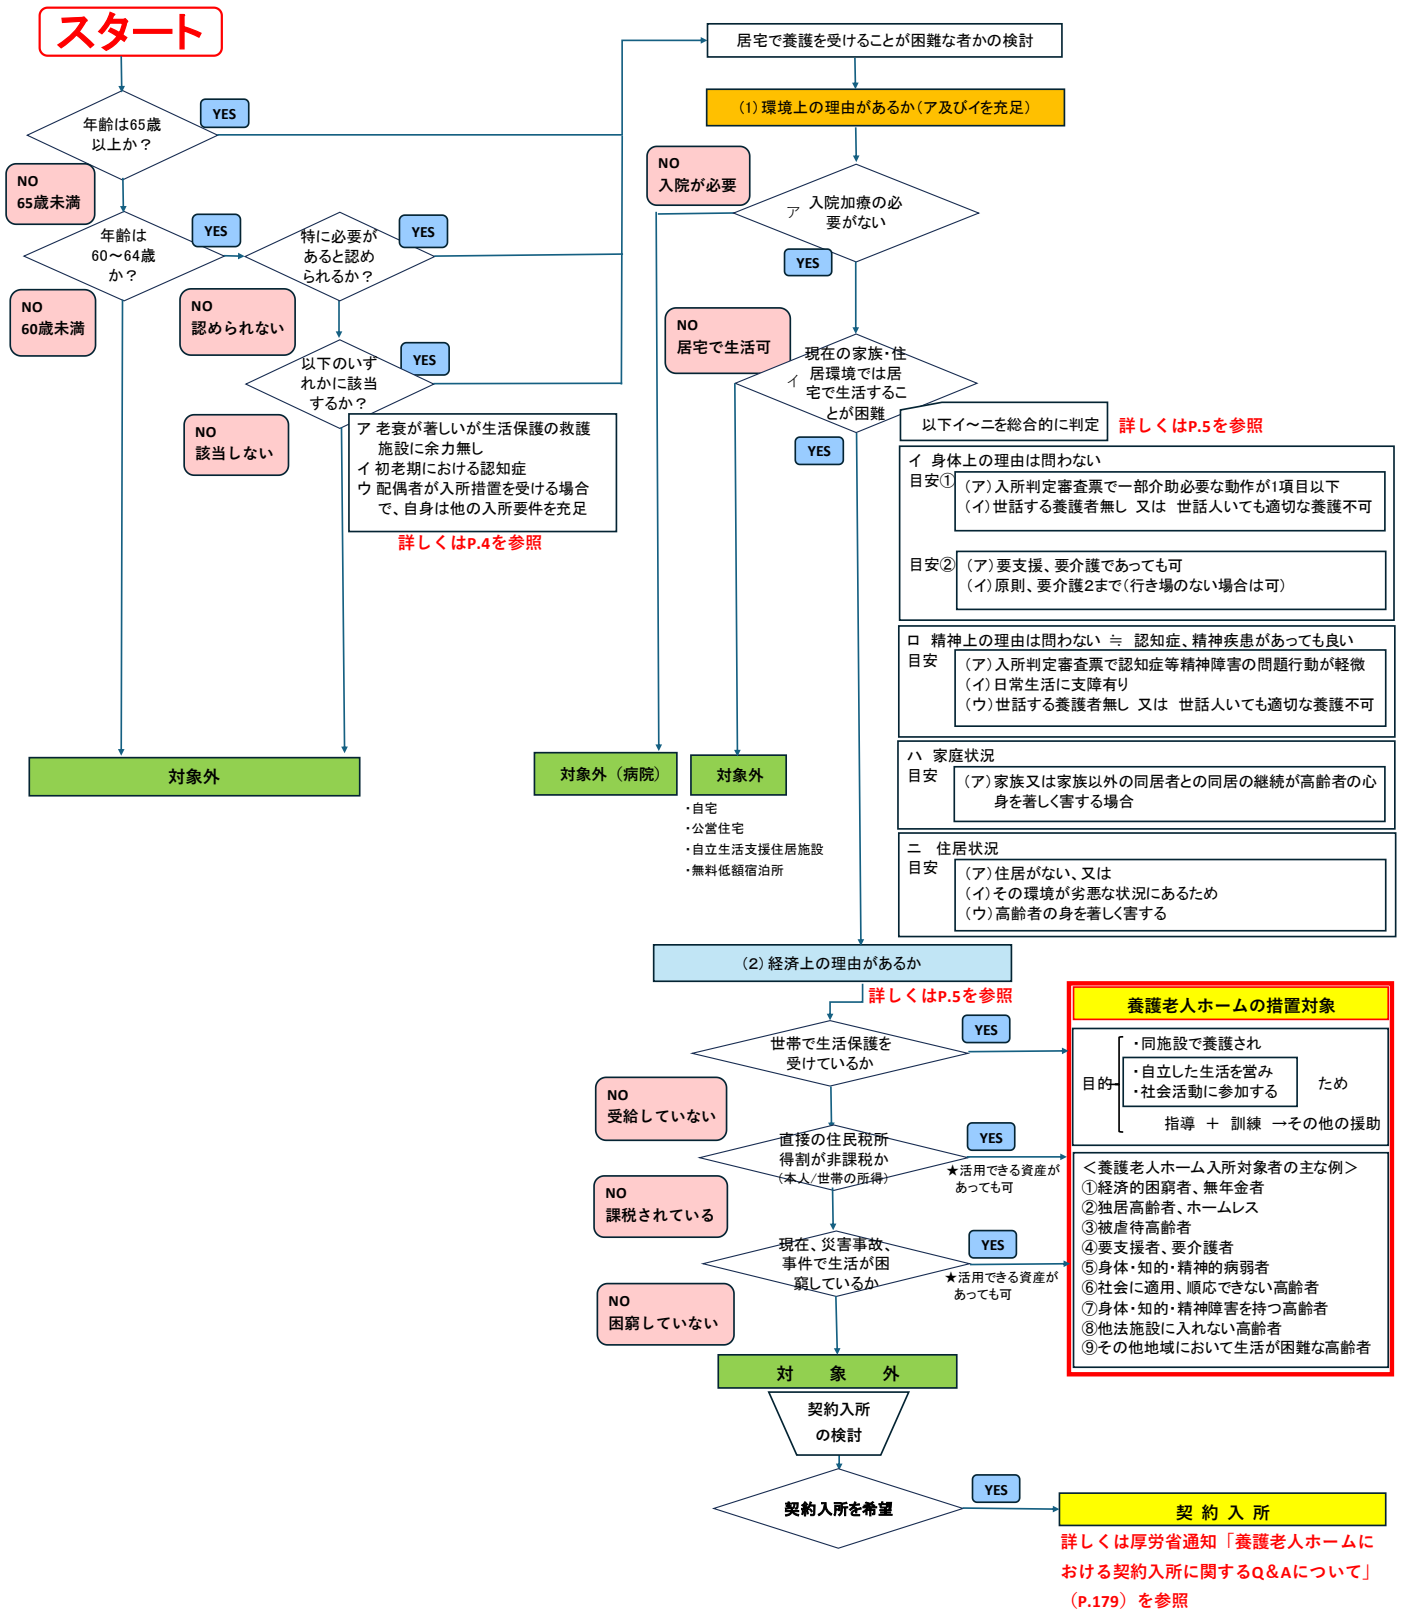 スタート
年齢は65歳
以上か？
YES
NO
65歳未満
年齢は
60～64歳
か？
YES
NO
60歳未満
特に必要が
あると認め
られるか？
YES
NO
認められない
以下のいず
れかに該当
するか？
YES
NO
該当しない
ア 老衰が著しいが生活保護の救護
施設に余力無し
イ 初老期における認知症
ウ 配偶者が入所措置を受ける場合
で、自身は他の入所要件を充足
詳しくはP.4を参照
対象外
居宅で養護を受けることが困難な者かの検討
（1）環境上の理由があるか（ア及びイを充足）
NO
入院が必要
ア 入院加療の必
要がない
YES
NO
居宅で生活可
現在の家族・住
居環境では居
イ 宅で生活するこ
とが困難
YES
対象外（病院）
対象外
・自宅
・公営住宅
・自立生活支援住居施設
・無料低額宿泊所
以下イ～ニを総合的に判定
詳しくはP.5を参照
イ 身体上の理由は問わない
目安①
（ア）入所判定審査票で一部介助必要な動作が1項目以下
（イ）世話する養護者無し 又は 世話人いても適切な養護不可
目安②
（ア）要支援、要介護であっても可
（イ）原則、要介護２まで（行き場のない場合は可）
ロ 精神上の理由は問わない ≒ 認知症、精神疾患があっても良い
目安
（ア）入所判定審査票で認知症等精神障害の問題行動が軽微
（イ）日常生活に支障有り
（ウ）世話する養護者無し 又は 世話人いても適切な養護不可
ハ 家庭状況
目安
（ア）家族又は家族以外の同居者との同居の継続が高齢者の心
身を著しく害する場合
ニ 住居状況
目安
（ア）住居がない、又は
（イ）その環境が劣悪な状況にあるため
（ウ）高齢者の身を著しく害する
（2）経済上の理由があるか
詳しくはP.5を参照
世帯で生活保護を
受けているか
YES
NO
受給していない
直接の住民税所
得割が非課税か
（本人/世帯の所得）
YES
★活用できる資産が
あっても可
NO
課税されている
現在、災害事故、
事件で生活が困
窮しているか
YES
★活用できる資産が
あっても可
NO
困窮していない
対 象 外
契約入所
の検討
契約入所を希望
YES
養護老人ホームの措置対象
目的
・同施設で養護され
・自立した生活を営み
・社会活動に参加する
ため
指導 ＋ 訓練 →その他の援助
＜養護老人ホーム入所対象者の主な例＞
①経済的困窮者、無年金者
②独居高齢者、ホームレス
③被虐待高齢者
④要支援者、要介護者
⑤身体・知的・精神的病弱者
⑥社会に適用、順応できない高齢者
⑦身体・知的・精神障害を持つ高齢者
⑧他法施設に入れない高齢者
⑨その他地域において生活が困難な高齢者
契 約 入 所
詳しくは厚労省通知「養護老人ホームに
おける契約入所に関するQ＆Aについて」
（P.179）を参照